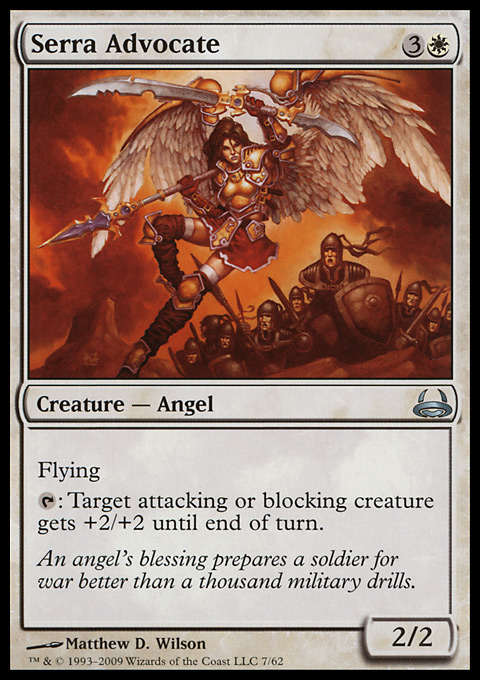 Serra Advocate 3
Creature — Angel
Flying
: Target attacking or blocking creature
gets +2/+2 until end of turn.
An angel's blessing prepares a soldier for
war better than a thousand military drills.
Matthew D. Wilson
2/2
™ & © 1993–2009 Wizards of the Coast LLC 7/62